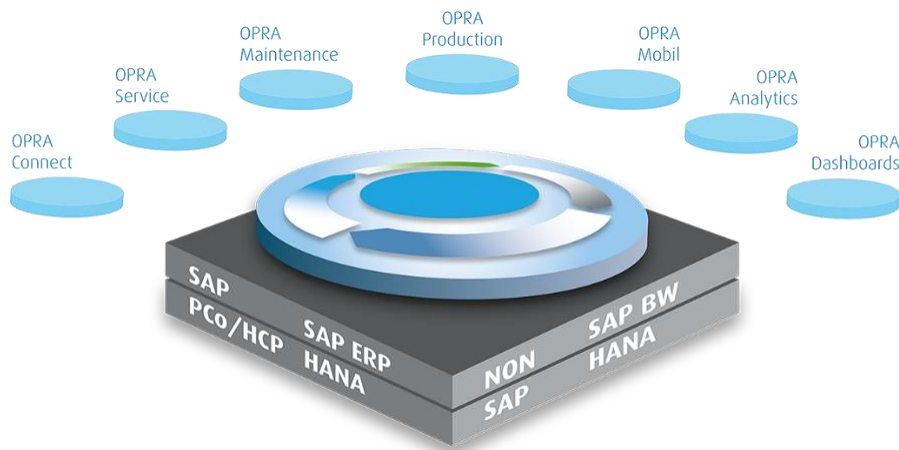 OPRA
Production
OPRA
Maintenance
OPRA
Mobil
OPRA
Service
OPRA
Analytics
OPRA
Connect
OPRA
Dashboards
SAP
PCo/HCP
SAP ERP
HANA
NON
SAP
SAP BW
HANA